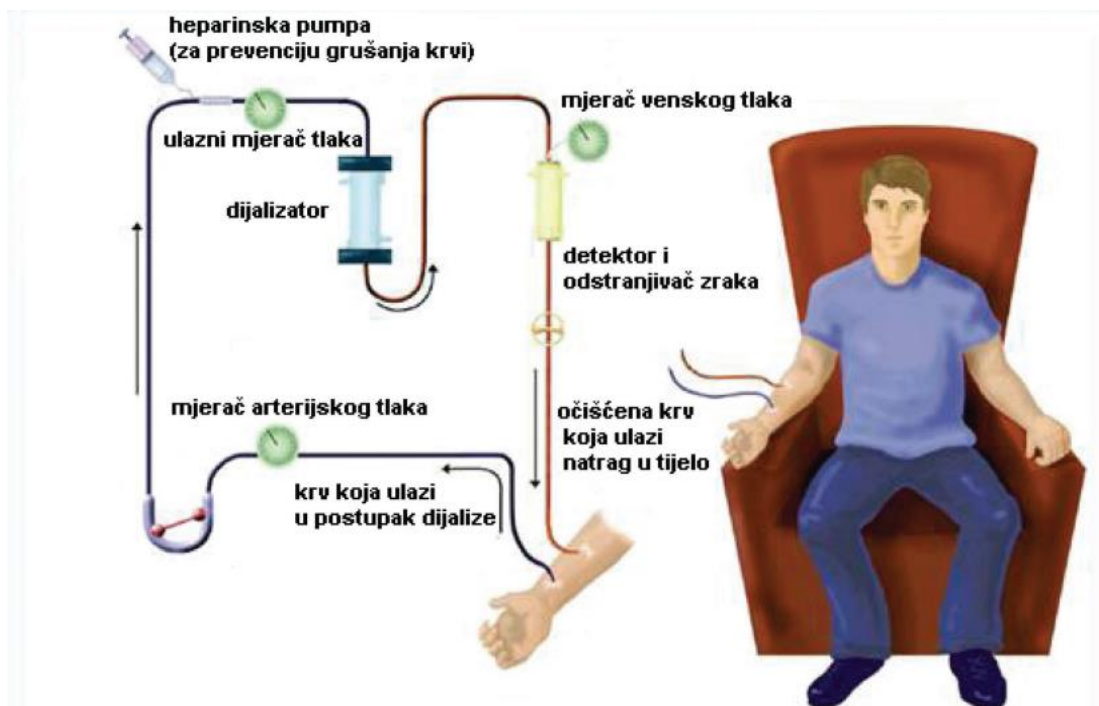 heparinska pumpa
(za prevenciju grušanja krvi)
ulazni mjerač tlaka
mjerač venskog tlaka
dijalizator
detektor i
odstranjivač zraka
mjerač arterijskog tlaka
očišćena krv
koja ulazi
natrag u tijelo
krv koja ulazi
u postupak dijalize